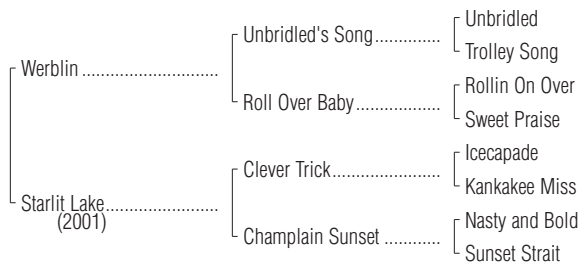 Unbridled
Unbridled's Song..............
Trolley Song
Werblin .............................
Rollin On Over
Roll Over Baby..................
Sweet Praise
Icecapade
Clever Trick.......................
Kankakee Miss
Starlit Lake........................
(2001)
Nasty and Bold
Champlain Sunset ............
Sunset Strait